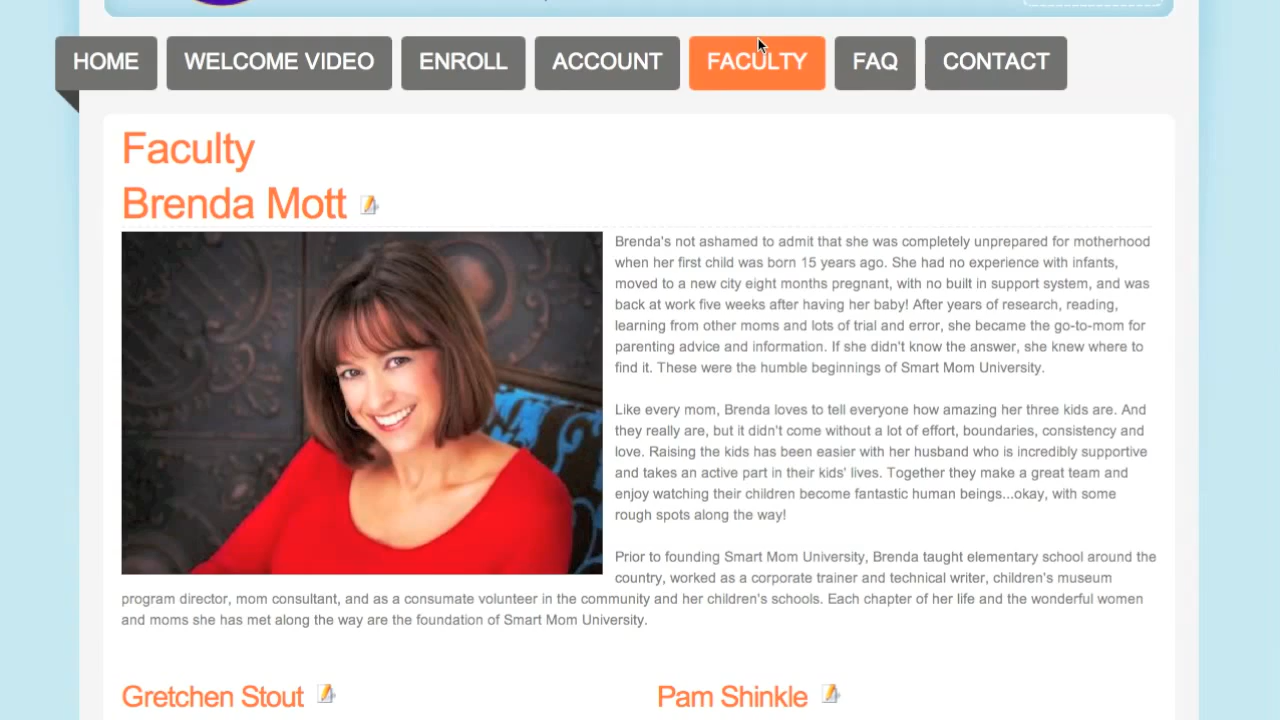 HOME WELCOME VIDEO ENROLL ACCOUNT FACULTY FAQ CONTACT
Faculty
Brenda Mott
Brenda's not ashamed to admit that she was completely unprepared for motherhood
when her first child was born 15 years ago. She had no experience with infants,
moved to a new city eight months pregnant, with no built in support system, and was
back at work five weeks after having her baby! After years of research, reading,
learning from other moms and lots of trial and error, she became the go-to-mom for
parenting advice and information. If she didn't know the answer, she knew where to
find it. These were the humble beginnings of Smart Mom University.
Like every mom, Brenda loves to tell everyone how amazing her three kids are. And
they really are, but it didn't come without a lot of effort, boundaries, consistency and
love. Raising the kids has been easier with her husband who is incredibly supportive
and takes an active part in their kids' lives. Together they make a great team and
enjoy watching their children become fantastic human beings...okay, with some
rough spots along the way!
Prior to founding Smart Mom University, Brenda taught elementary school around the
country, worked as a corporate trainer and technical writer, children's museum
program director, mom consultant, and as a consumate volunteer in the community and her children's schools. Each chapter of her life and the wonderful women
and moms she has met along the way are the foundation of Smart Mom University.
Gretchen Stout
Pam Shinkle